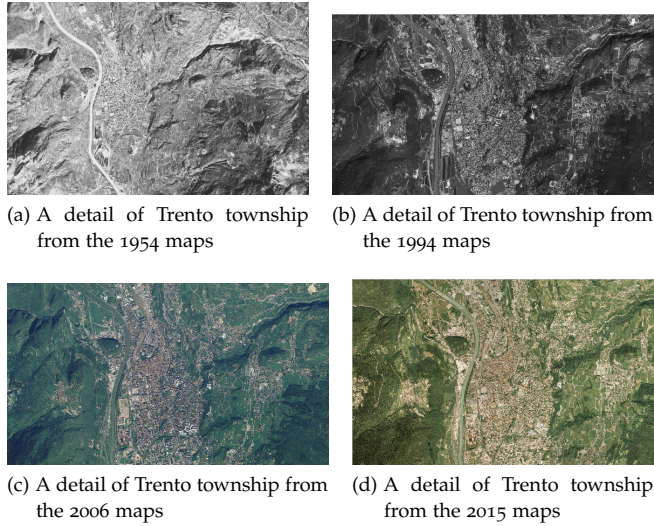 (a) A detail of Trento township
from the 1954 maps
(b) A detail of Trento township from
the 1994 maps
(c) A detail of Trento township from
the 2006 maps
(d) A detail of Trento township from
the 2015 maps